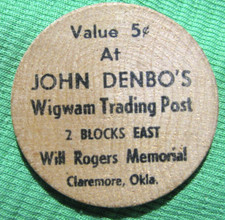 Value 5¢
At
JOHN DENBO'S
Wigwam Trading Post
2 BLOCKS EAST
Will Rogers Memorial
Claremore, Okla.